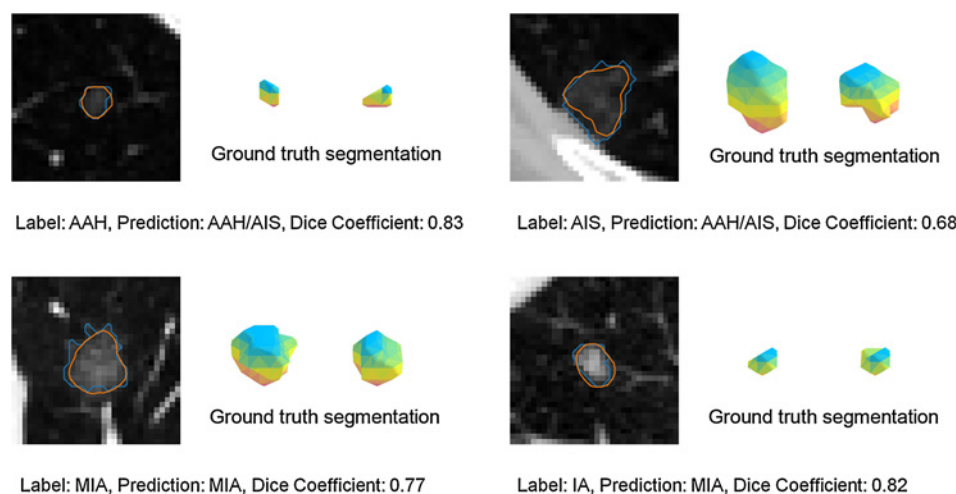 Ground truth segmentation
Label: AAH, Prediction: AAH/AIS, Dice Coefficient: 0.83
Ground truth segmentation
Label: AIS, Prediction: AAH/AIS, Dice Coefficient: 0.68
Ground truth segmentation
Label: MIA, Prediction: MIA, Dice Coefficient: 0.77
Ground truth segmentation
Label: IA, Prediction: MIA, Dice Coefficient: 0.82